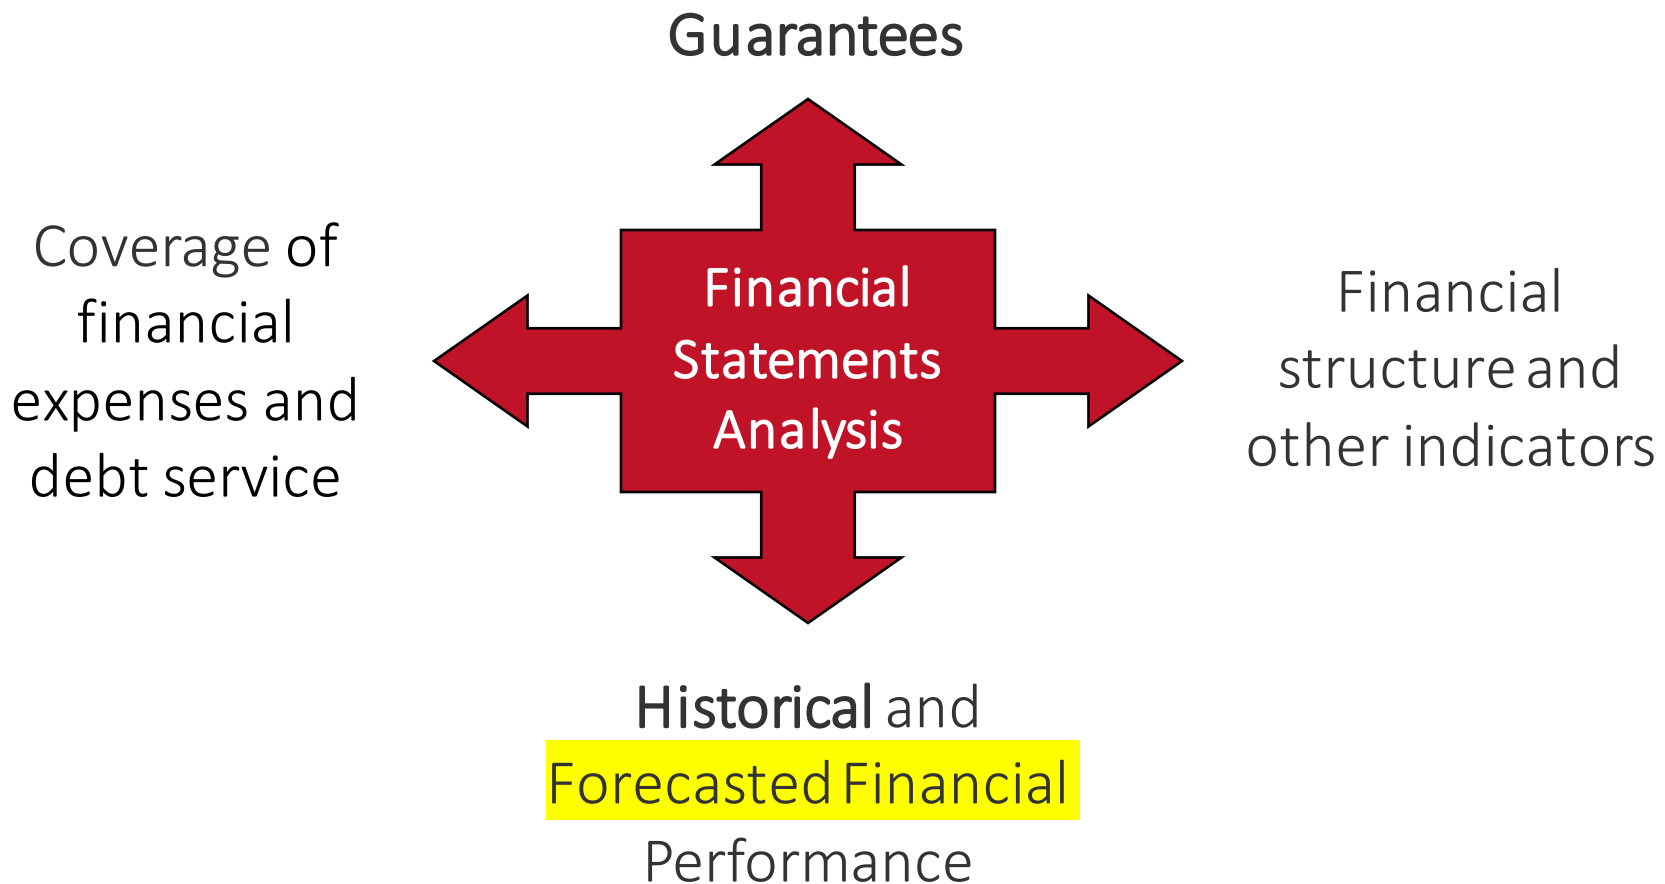 Guarantees
Coverage of
financial
expenses and
debt service
Financial
Statements
Analysis
Financial
structure and
other indicators
Historical and
Forecasted Financial
Performance